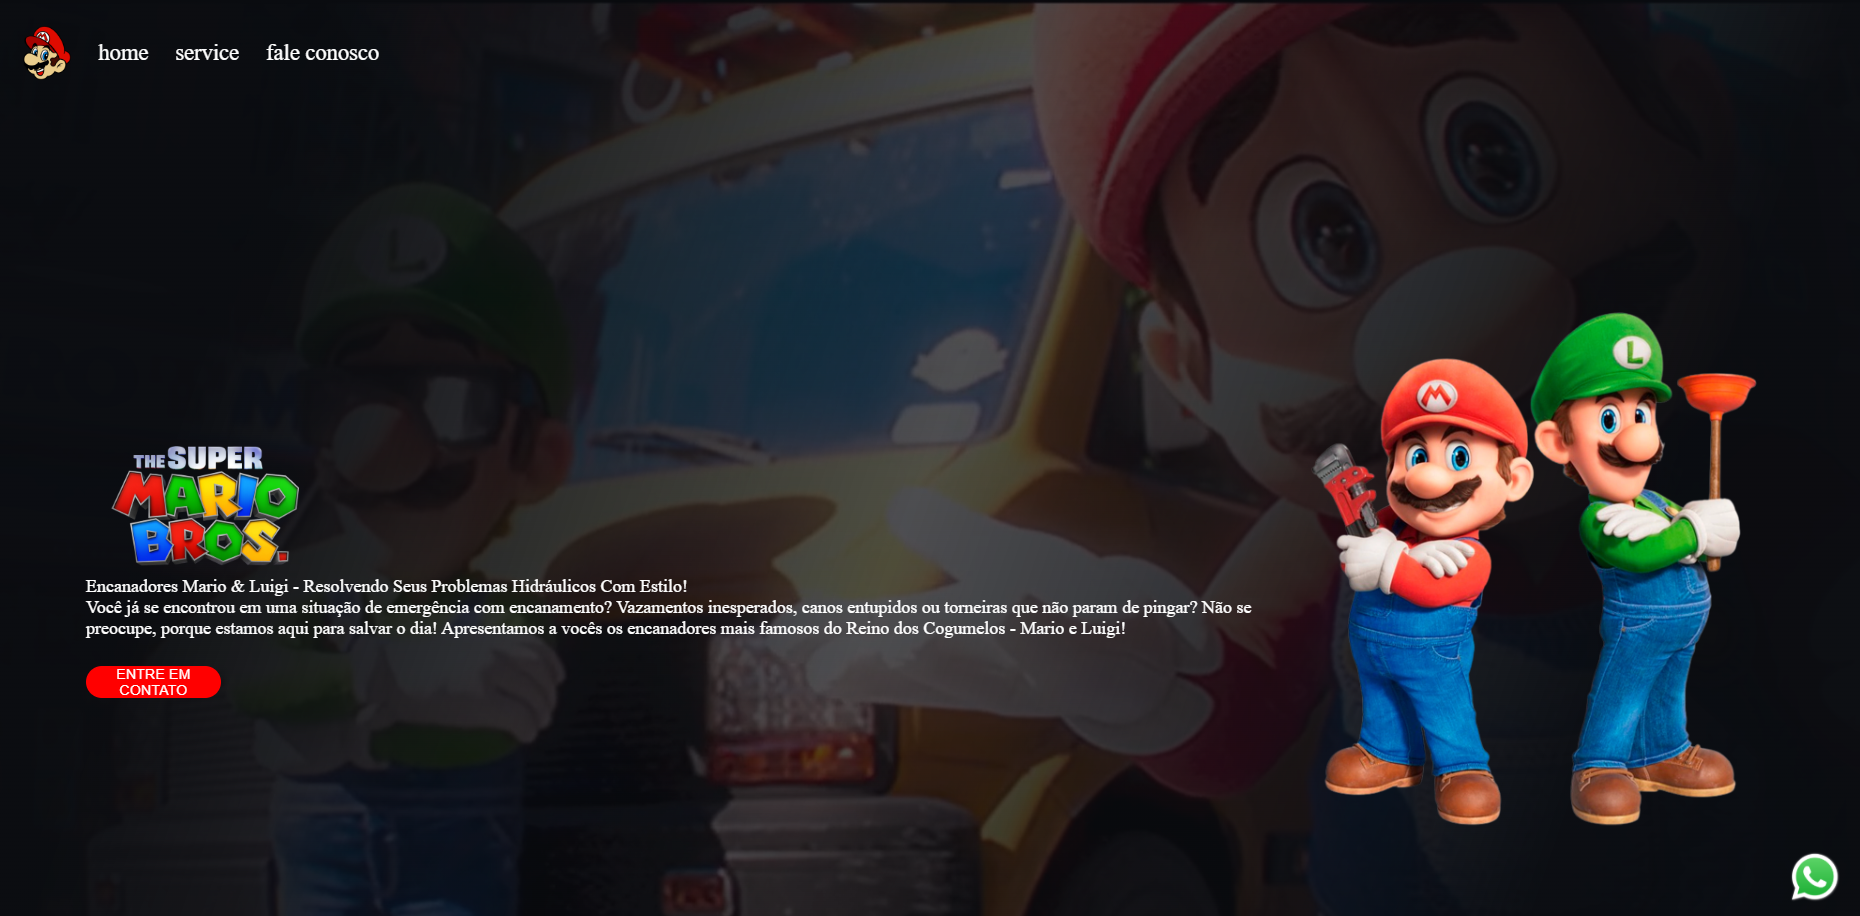 home service fale conosco
THE SUPER
MARIO
BROS.
Encanadores Mario & Luigi - Resolvendo Seus Problemas Hidráulicos Com Estilo!
Você já se encontrou em uma situação de emergência com encanamento? Vazamentos inesperados, canos entupidos ou torneiras que não param de pingar? Não se
preocupe, porque estamos aqui para salvar o dia! Apresentamos a vocês os encanadores mais famosos do Reino dos Cogumelos - Mario e Luigi!
ENTRE EM
CONTATO
M
L
L
M